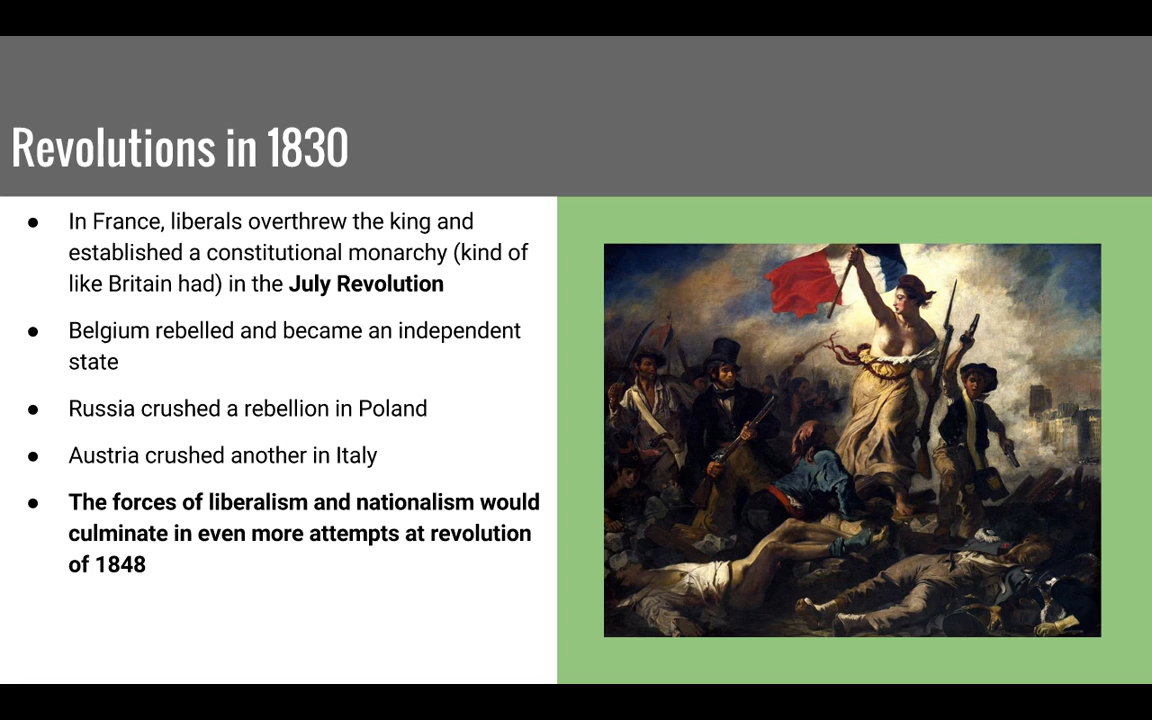 Revolutions in 1830
● In France, liberals overthrew the king and
established a constitutional monarchy (kind of
like Britain had) in the July Revolution
● Belgium rebelled and became an independent
state
● Russia crushed a rebellion in Poland
● Austria crushed another in Italy
● The forces of liberalism and nationalism would
culminate in even more attempts at revolution
of 1848